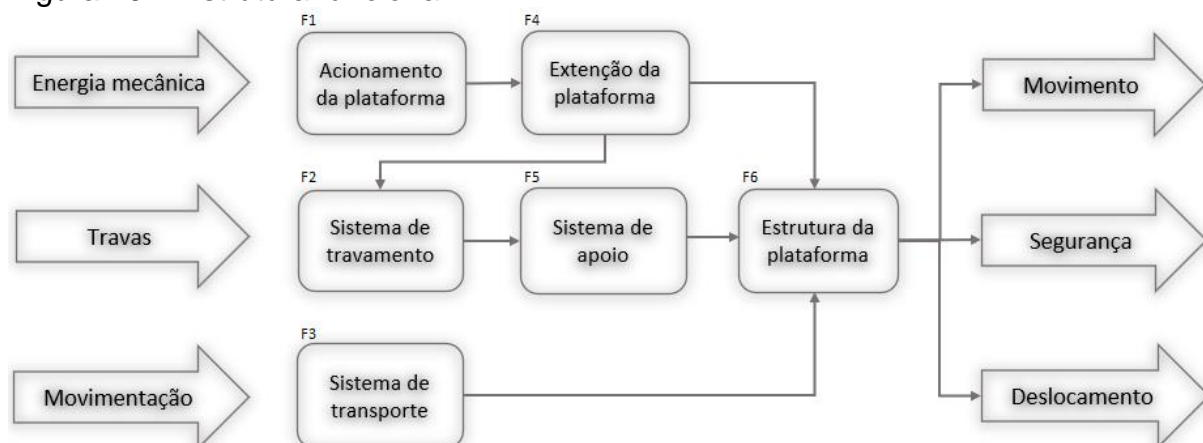 F1
F4
Energia mecânica
Acionamento
da plataforma
Extenção da
plataforma
Movimento
F2
F5
F6
Travas
Sistema de
travamento
Sistema de
apoio
Estrutura da
plataforma
Segurança
F3
Movimentação
Sistema de
transporte
Deslocamento